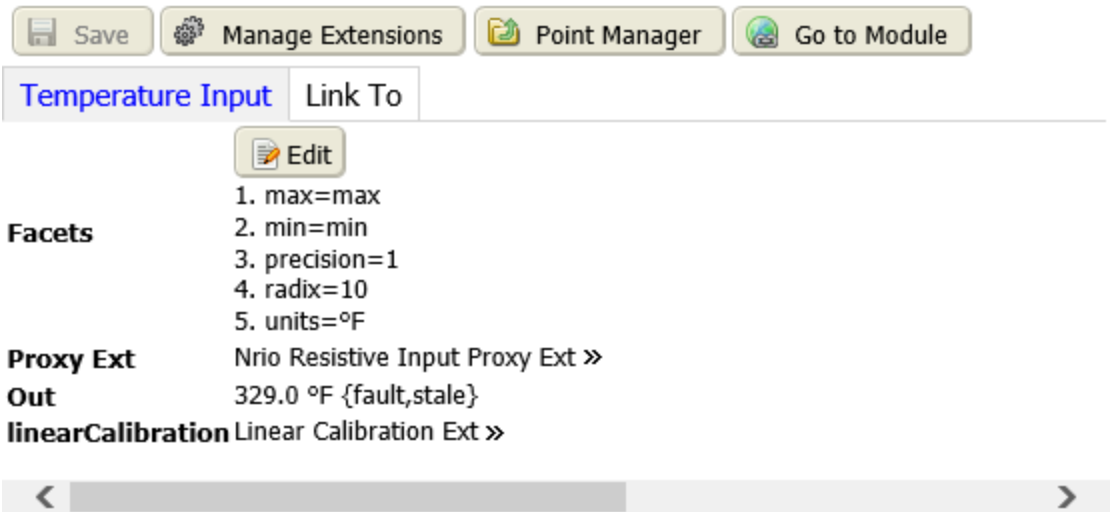 Save Manage Extensions Point Manager Go to Module
Temperature Input Link To
Edit
Facets
1. max=max
2. min=min
3. precision=1
4. radix=10
5. units=°F
Proxy Ext Nrio Resistive Input Proxy Ext »
Out 329.0 °F {fault,stale}
linearCalibration Linear Calibration Ext »